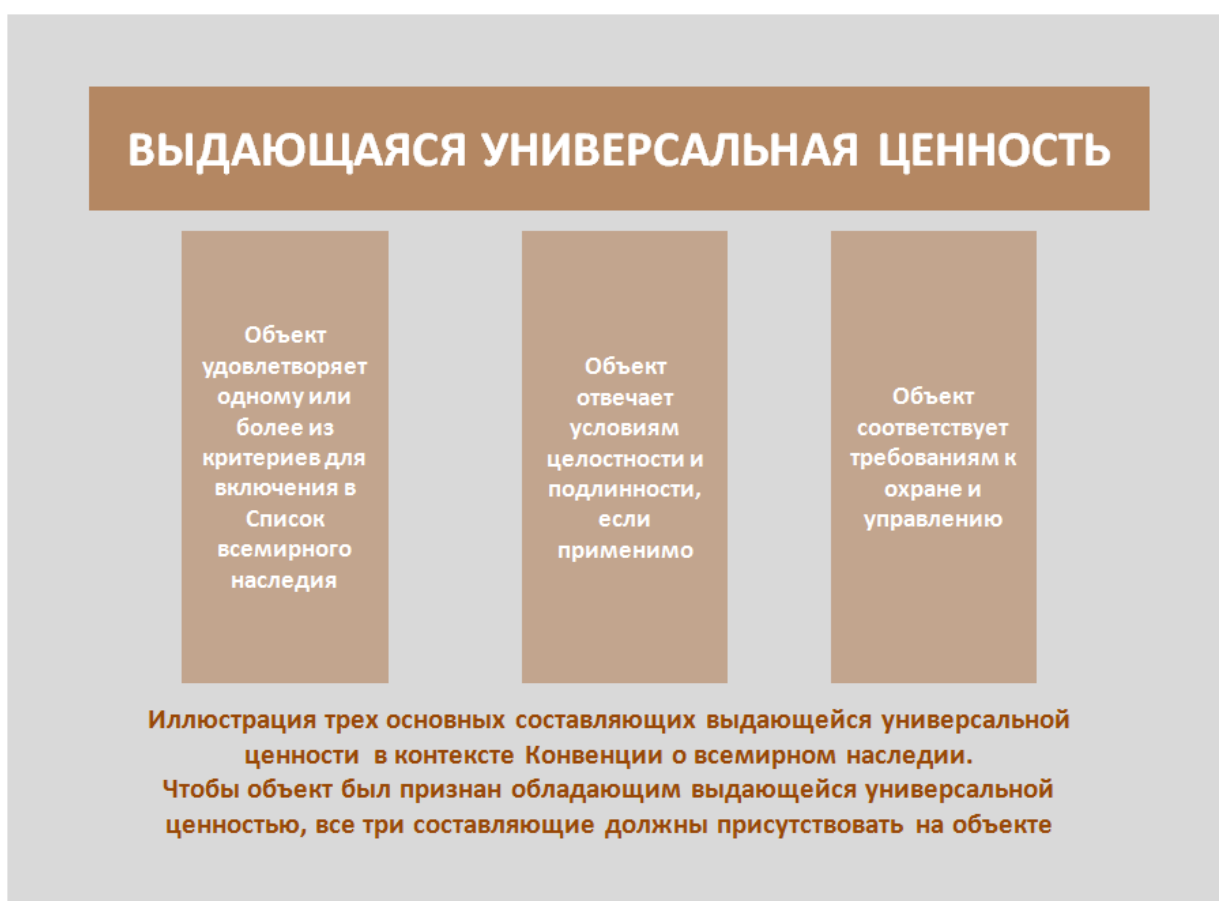 ВЫДАЮЩАЯСЯ УНИВЕРСАЛЬНАЯ ЦЕННОСТЬ
Объект
удовлетворяет
одному или
более из
критериев для
включения в
Список
всемирного
наследия
Объект
отвечает
условиям
целостности и
подлинности,
если
применимо
Объект
соответствует
требованиям к
охране и
управлению
Иллюстрация трех основных составляющих выдающейся универсальной
ценности в контексте Конвенции о всемирном наследии.
Чтобы объект был признан обладающим выдающейся универсальной
ценностью, все три составляющие должны присутствовать на объекте